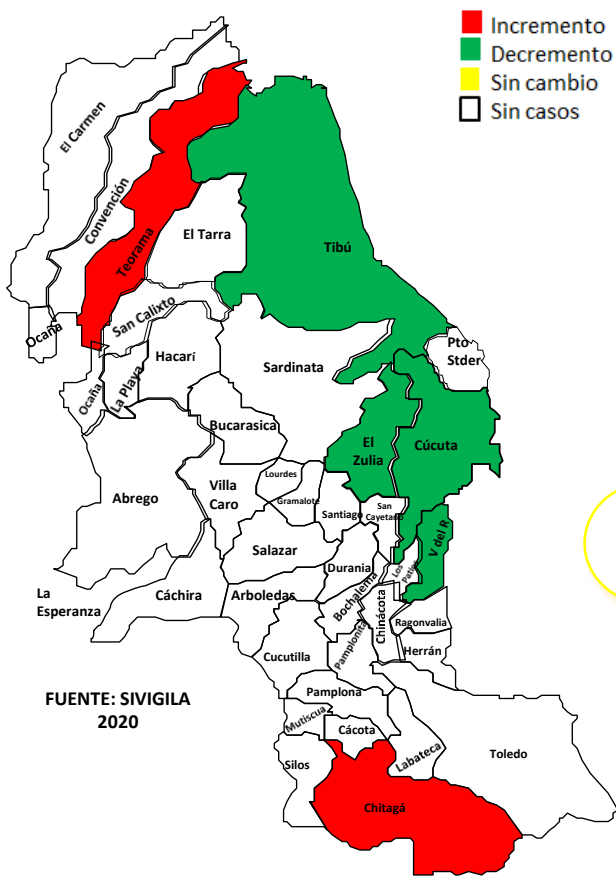 Incremento
Decremento
Sin cambio
Sin casos
El Carmen
Convención
Teorama
El Tarra
Tibú
San Calixto
Ocaña
Hacarí
Sardinata
Pto
Stder
Ocaña
La Playa
Bucarasica
El
Zulia
Cúcuta
Abrego
Villa
Caro
Lourdes
Gramalote
Santiago
San
Cayetano
V del R.
Salazar
Durania
Los
Patios
La
Esperanza
Cáchira
Arboledas
Bochalema
Chinácota
Ragonvalia
Cucutilla
Pamplonita
Herrán
FUENTE: SIVIGILA
2020
Pamplona
Mutiscua
Cácota
Labateca
Toledo
Silos
Chitagá